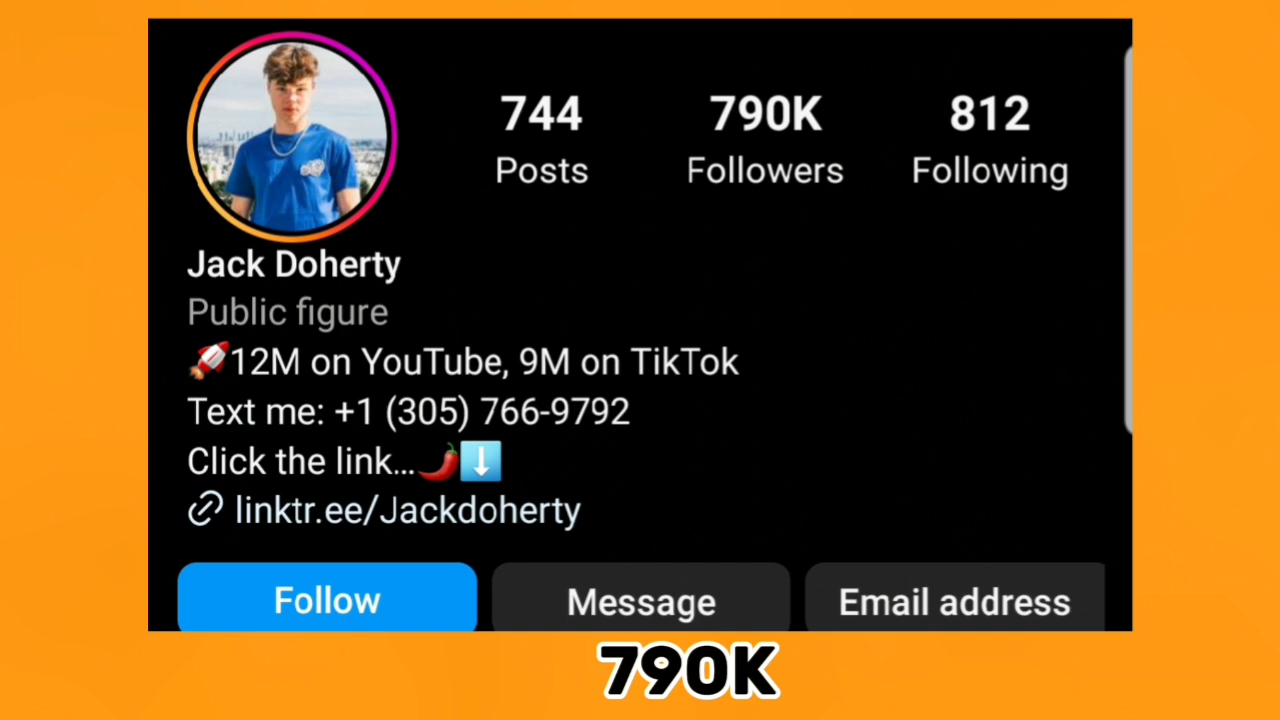 744 790K 812
Posts Followers Following
Jack Doherty
Public figure
🚀12M on YouTube, 9M on TikTok
Text me: +1 (305) 766-9792
Click the link...🌶️⬇️
linktr.ee/Jackdoherty
Follow Message Email address
790K